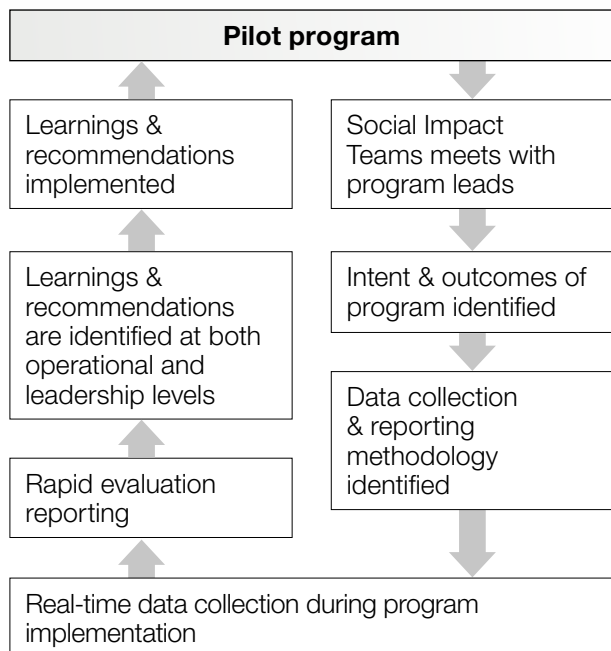 Pilot program
Learnings &
recommendations
implemented
Social Impact
Teams meets with
program leads
Learnings &
recommendations
are identified at both
operational and
leadership levels
Intent & outcomes of
program identified
Data collection
& reporting
methodology
identified
Rapid evaluation
reporting
Real-time data collection during program
implementation